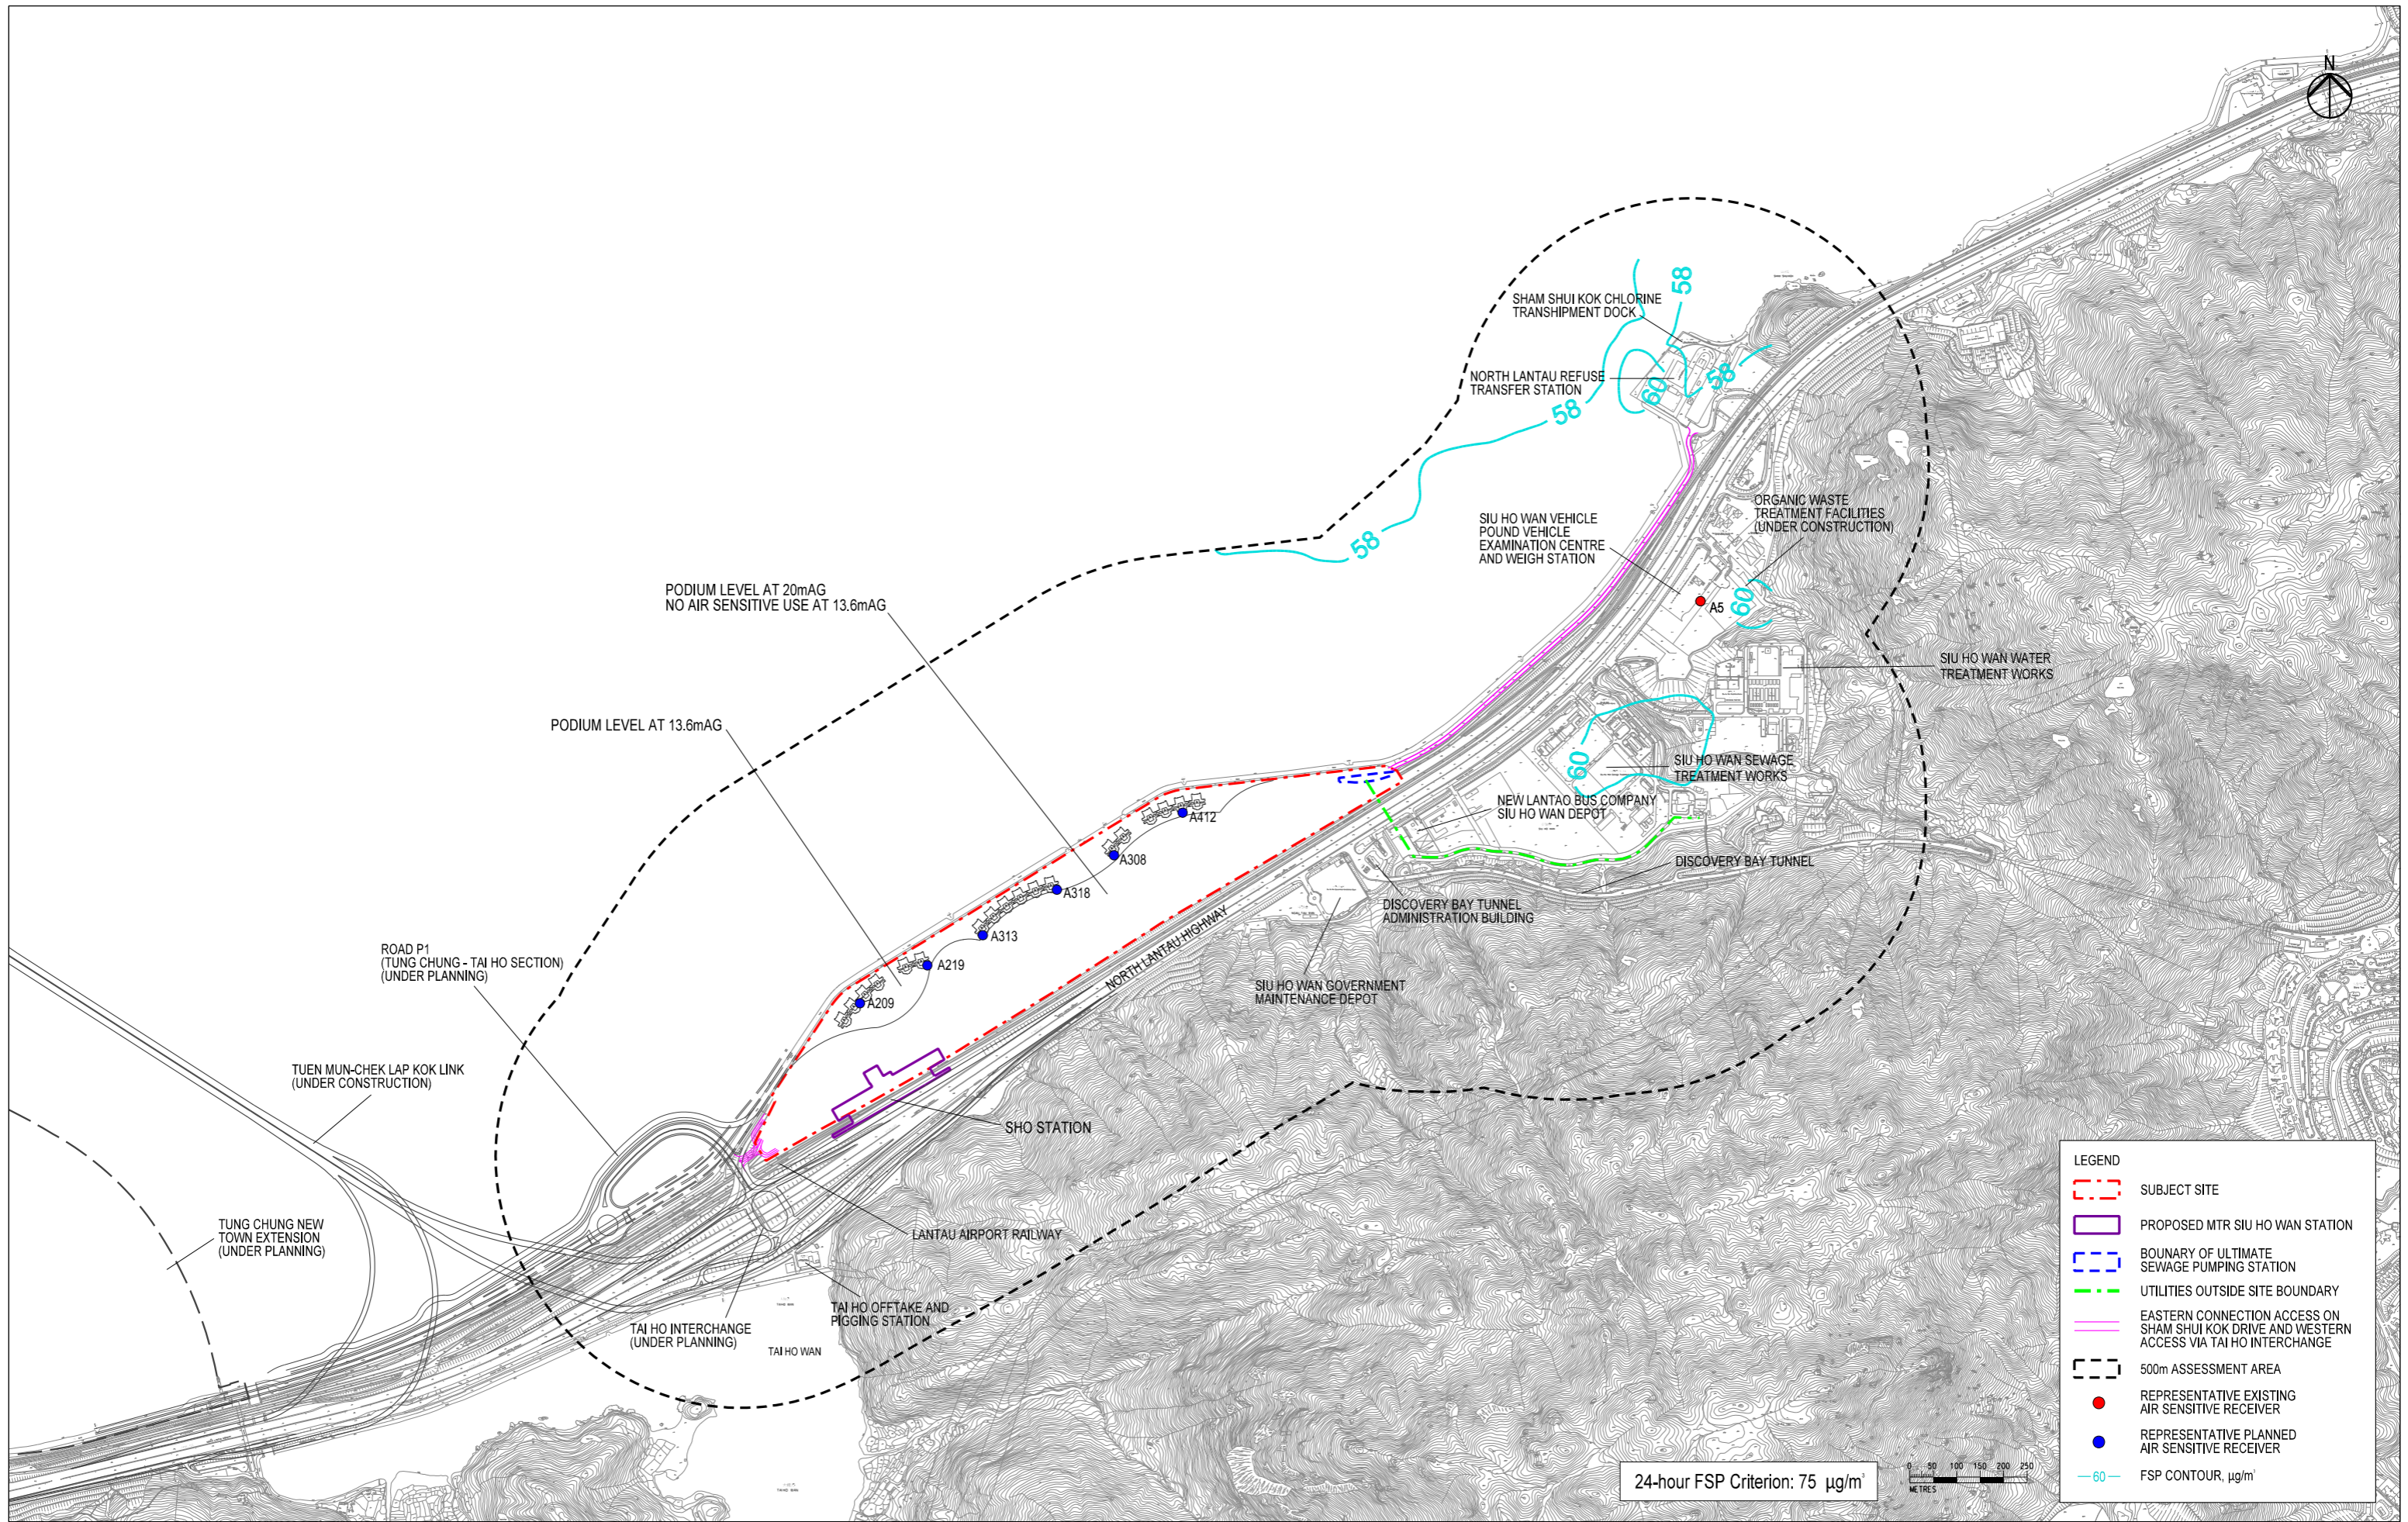 N
58
SHAM SHUI KOK CHLORINE
TRANSHIPMENT DOCK
NORTH LANTAU REFUSE
TRANSFER STATION
58
60
58
58
ORGANIC WASTE
TREATMENT FACILITIES
(UNDER CONSTRUCTION)
SIU HO WAN VEHICLE
POUND VEHICLE
EXAMINATION CENTRE
AND WEIGH STATION
A5
60
PODIUM LEVEL AT 20mAG
NO AIR SENSITIVE USE AT 13.6mAG
SIU HO WAN WATER
TREATMENT WORKS
PODIUM LEVEL AT 13.6mAG
60
SIU HO WAN SEWAGE
TREATMENT WORKS
NEW LANTAO BUS COMPANY
SIU HO WAN DEPOT
A412
A308
DISCOVERY BAY TUNNEL
A318
DISCOVERY BAY TUNNEL
ADMINISTRATION BUILDING
A313
NORTH LANTAU HIGHWAY
ROAD P1
(TUNG CHUNG - TAI HO SECTION)
(UNDER PLANNING)
A219
SIU HO WAN GOVERNMENT
MAINTENANCE DEPOT
A209
TUEN MUN-CHEK LAP KOK LINK
(UNDER CONSTRUCTION)
SHO STATION
TUNG CHUNG NEW
TOWN EXTENSION
(UNDER PLANNING)
LANTAU AIRPORT RAILWAY
TAI HO OFFTAKE AND
PIGGING STATION
TAI HO INTERCHANGE
(UNDER PLANNING)
TAI HO WAN
LEGEND
SUBJECT SITE
PROPOSED MTR SIU HO WAN STATION
BOUNARY OF ULTIMATE
SEWAGE PUMPING STATION
UTILITIES OUTSIDE SITE BOUNDARY
EASTERN CONNECTION ACCESS ON
SHAM SHUI KOK DRIVE AND WESTERN
ACCESS VIA TAI HO INTERCHANGE
500m ASSESSMENT AREA
REPRESENTATIVE EXISTING
AIR SENSITIVE RECEIVER
REPRESENTATIVE PLANNED
AIR SENSITIVE RECEIVER
60 FSP CONTOUR, µg/m³
24-hour FSP Criterion: 75 µg/m³
0 50 100 150 200 250
METRES